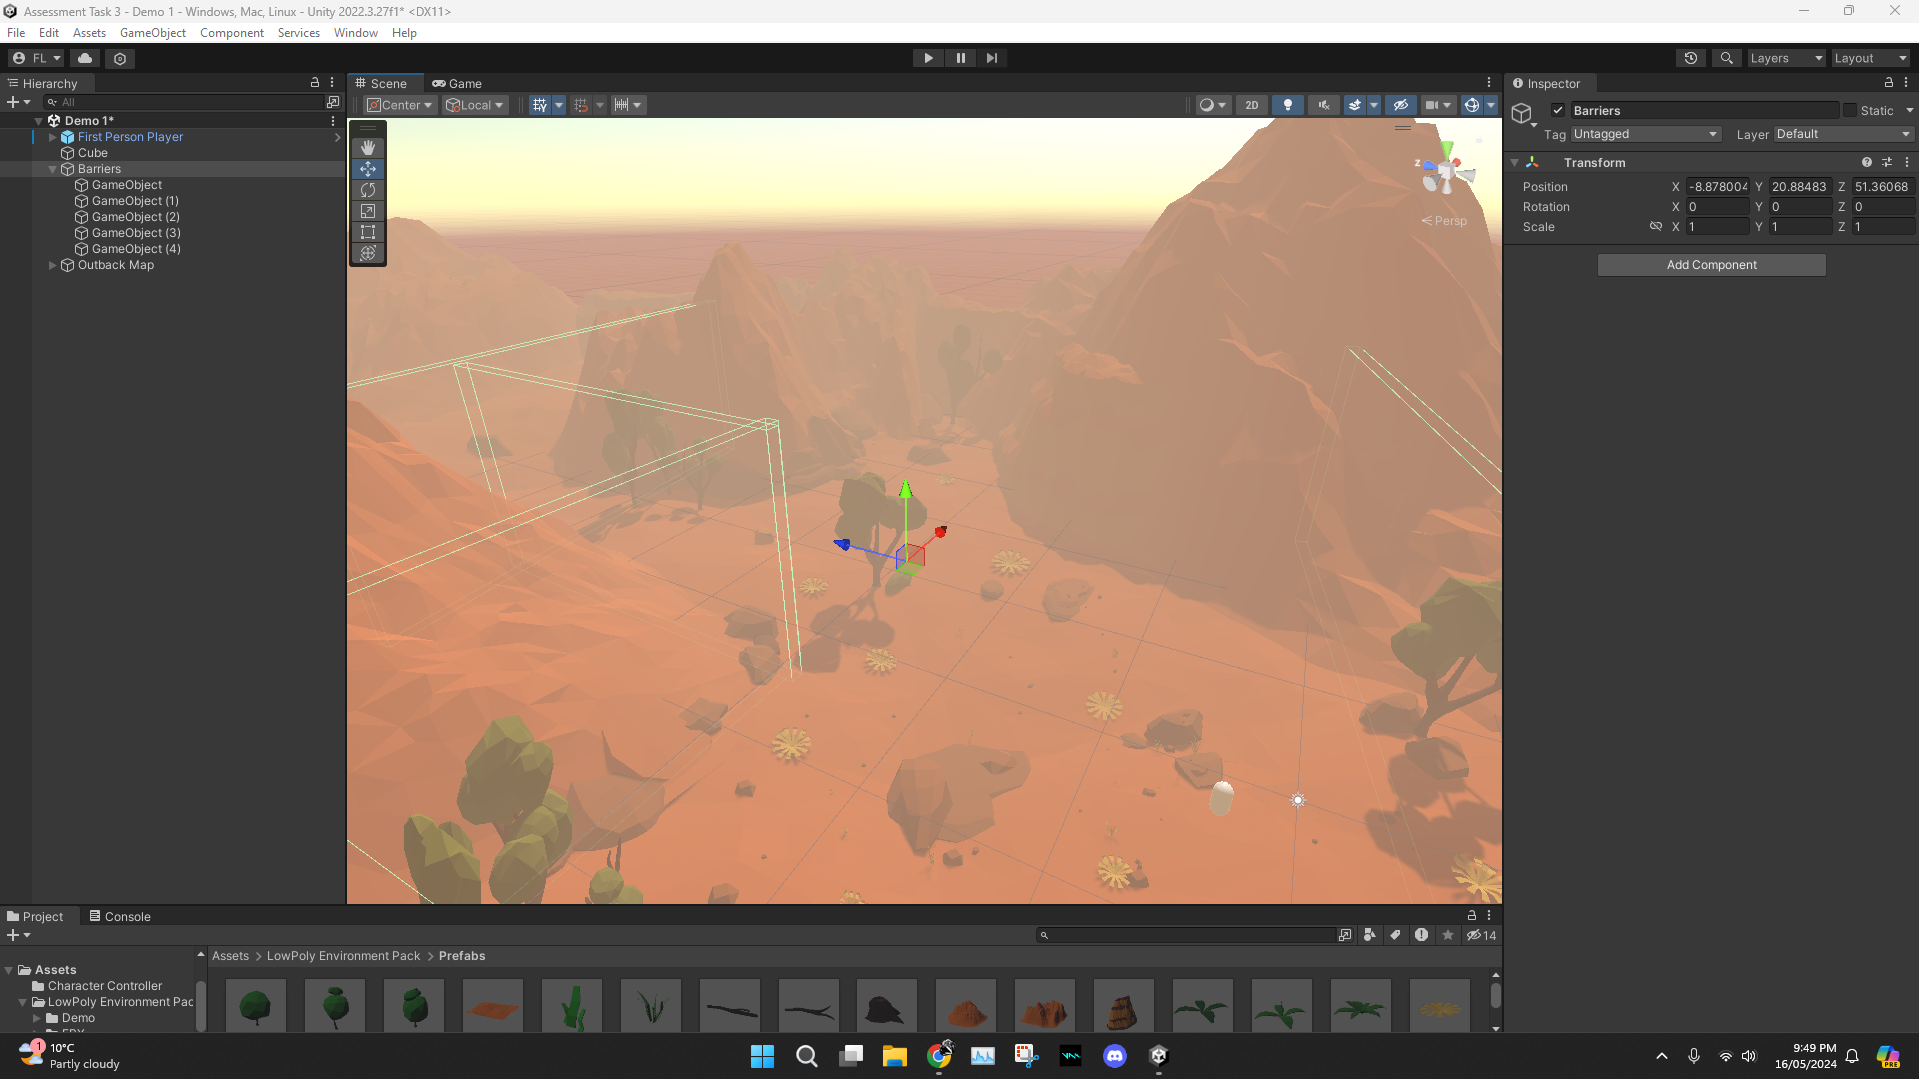 Assessment Task 3 - Demo 1 - Windows, Mac, Linux - Unity 2022.3.27f1* <DX11>
File Edit Assets GameObject Component Services Window Help
FL Layers Layout
Hierarchy Scene Game Inspector
All Center Local 2D Barriers Static
Demo 1*
Tag Untagged Layer Default
First Person Player
Cube
Barriers Transform
GameObject Position X -8.878004 Y 20.88483 Z 51.36068
GameObject (1) Rotation X 0 Y 0 Z 0
GameObject (2) Scale X 1 Y 1 Z 1
GameObject (3)
GameObject (4)
Outback Map Add Component
z
Persp
Project Console
14
Assets > LowPoly Environment Pack > Prefabs
Assets
Character Controller
LowPoly Environment Pac
Demo
1
10°C
Partly cloudy
9:49 PM
16/05/2024
PRE